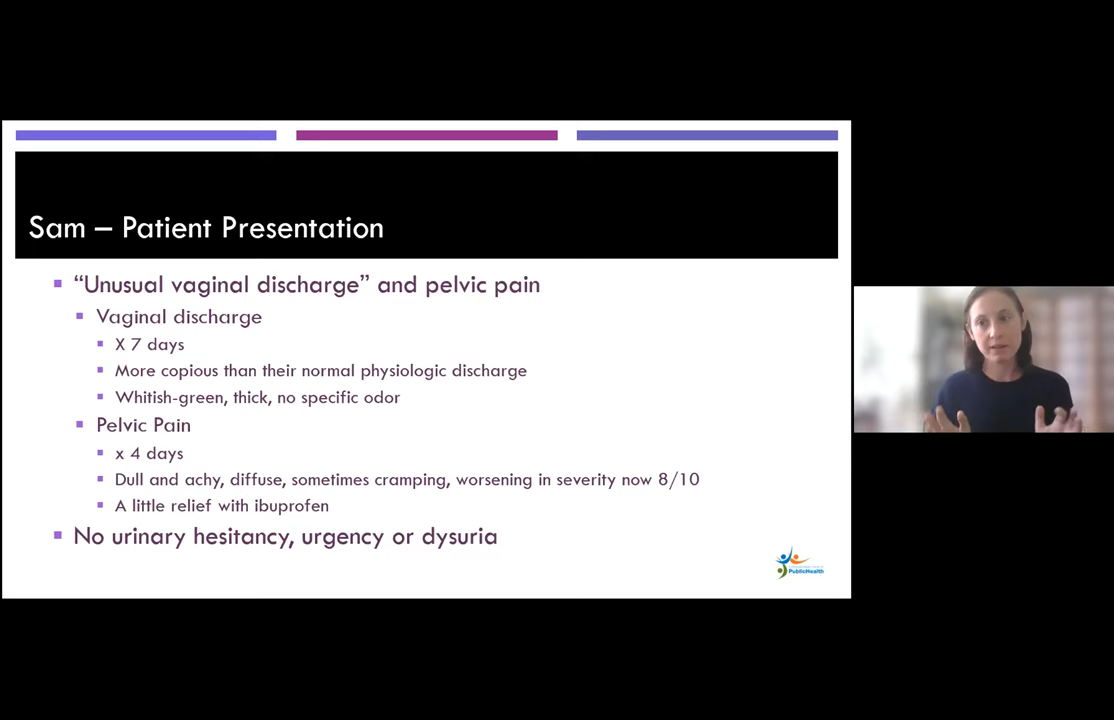 Sam – Patient Presentation
“Unusual vaginal discharge” and pelvic pain
Vaginal discharge
X 7 days
More copious than their normal physiologic discharge
Whitish-green, thick, no specific odor
Pelvic Pain
x 4 days
Dull and achy, diffuse, sometimes cramping, worsening in severity now 8/10
A little relief with ibuprofen
No urinary hesitancy, urgency or dysuria
PublicHealth